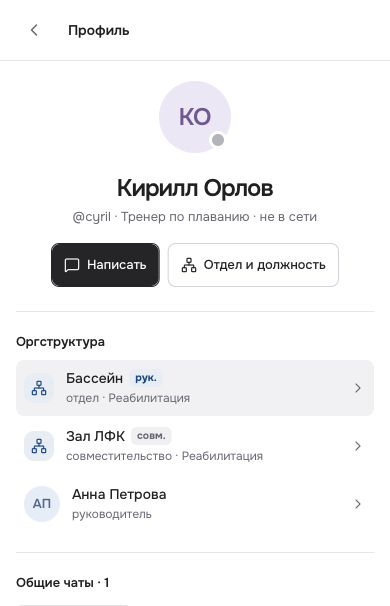 Профиль
КО
Кирилл Орлов
@cyril · Тренер по плаванию · не в сети
Написать
Отдел и должность
Оргструктура
Бассейн рук.
отдел · Реабилитация
Зал ЛФК совм.
совместительство · Реабилитация
АП
Анна Петрова
руководитель
Общие чаты · 1